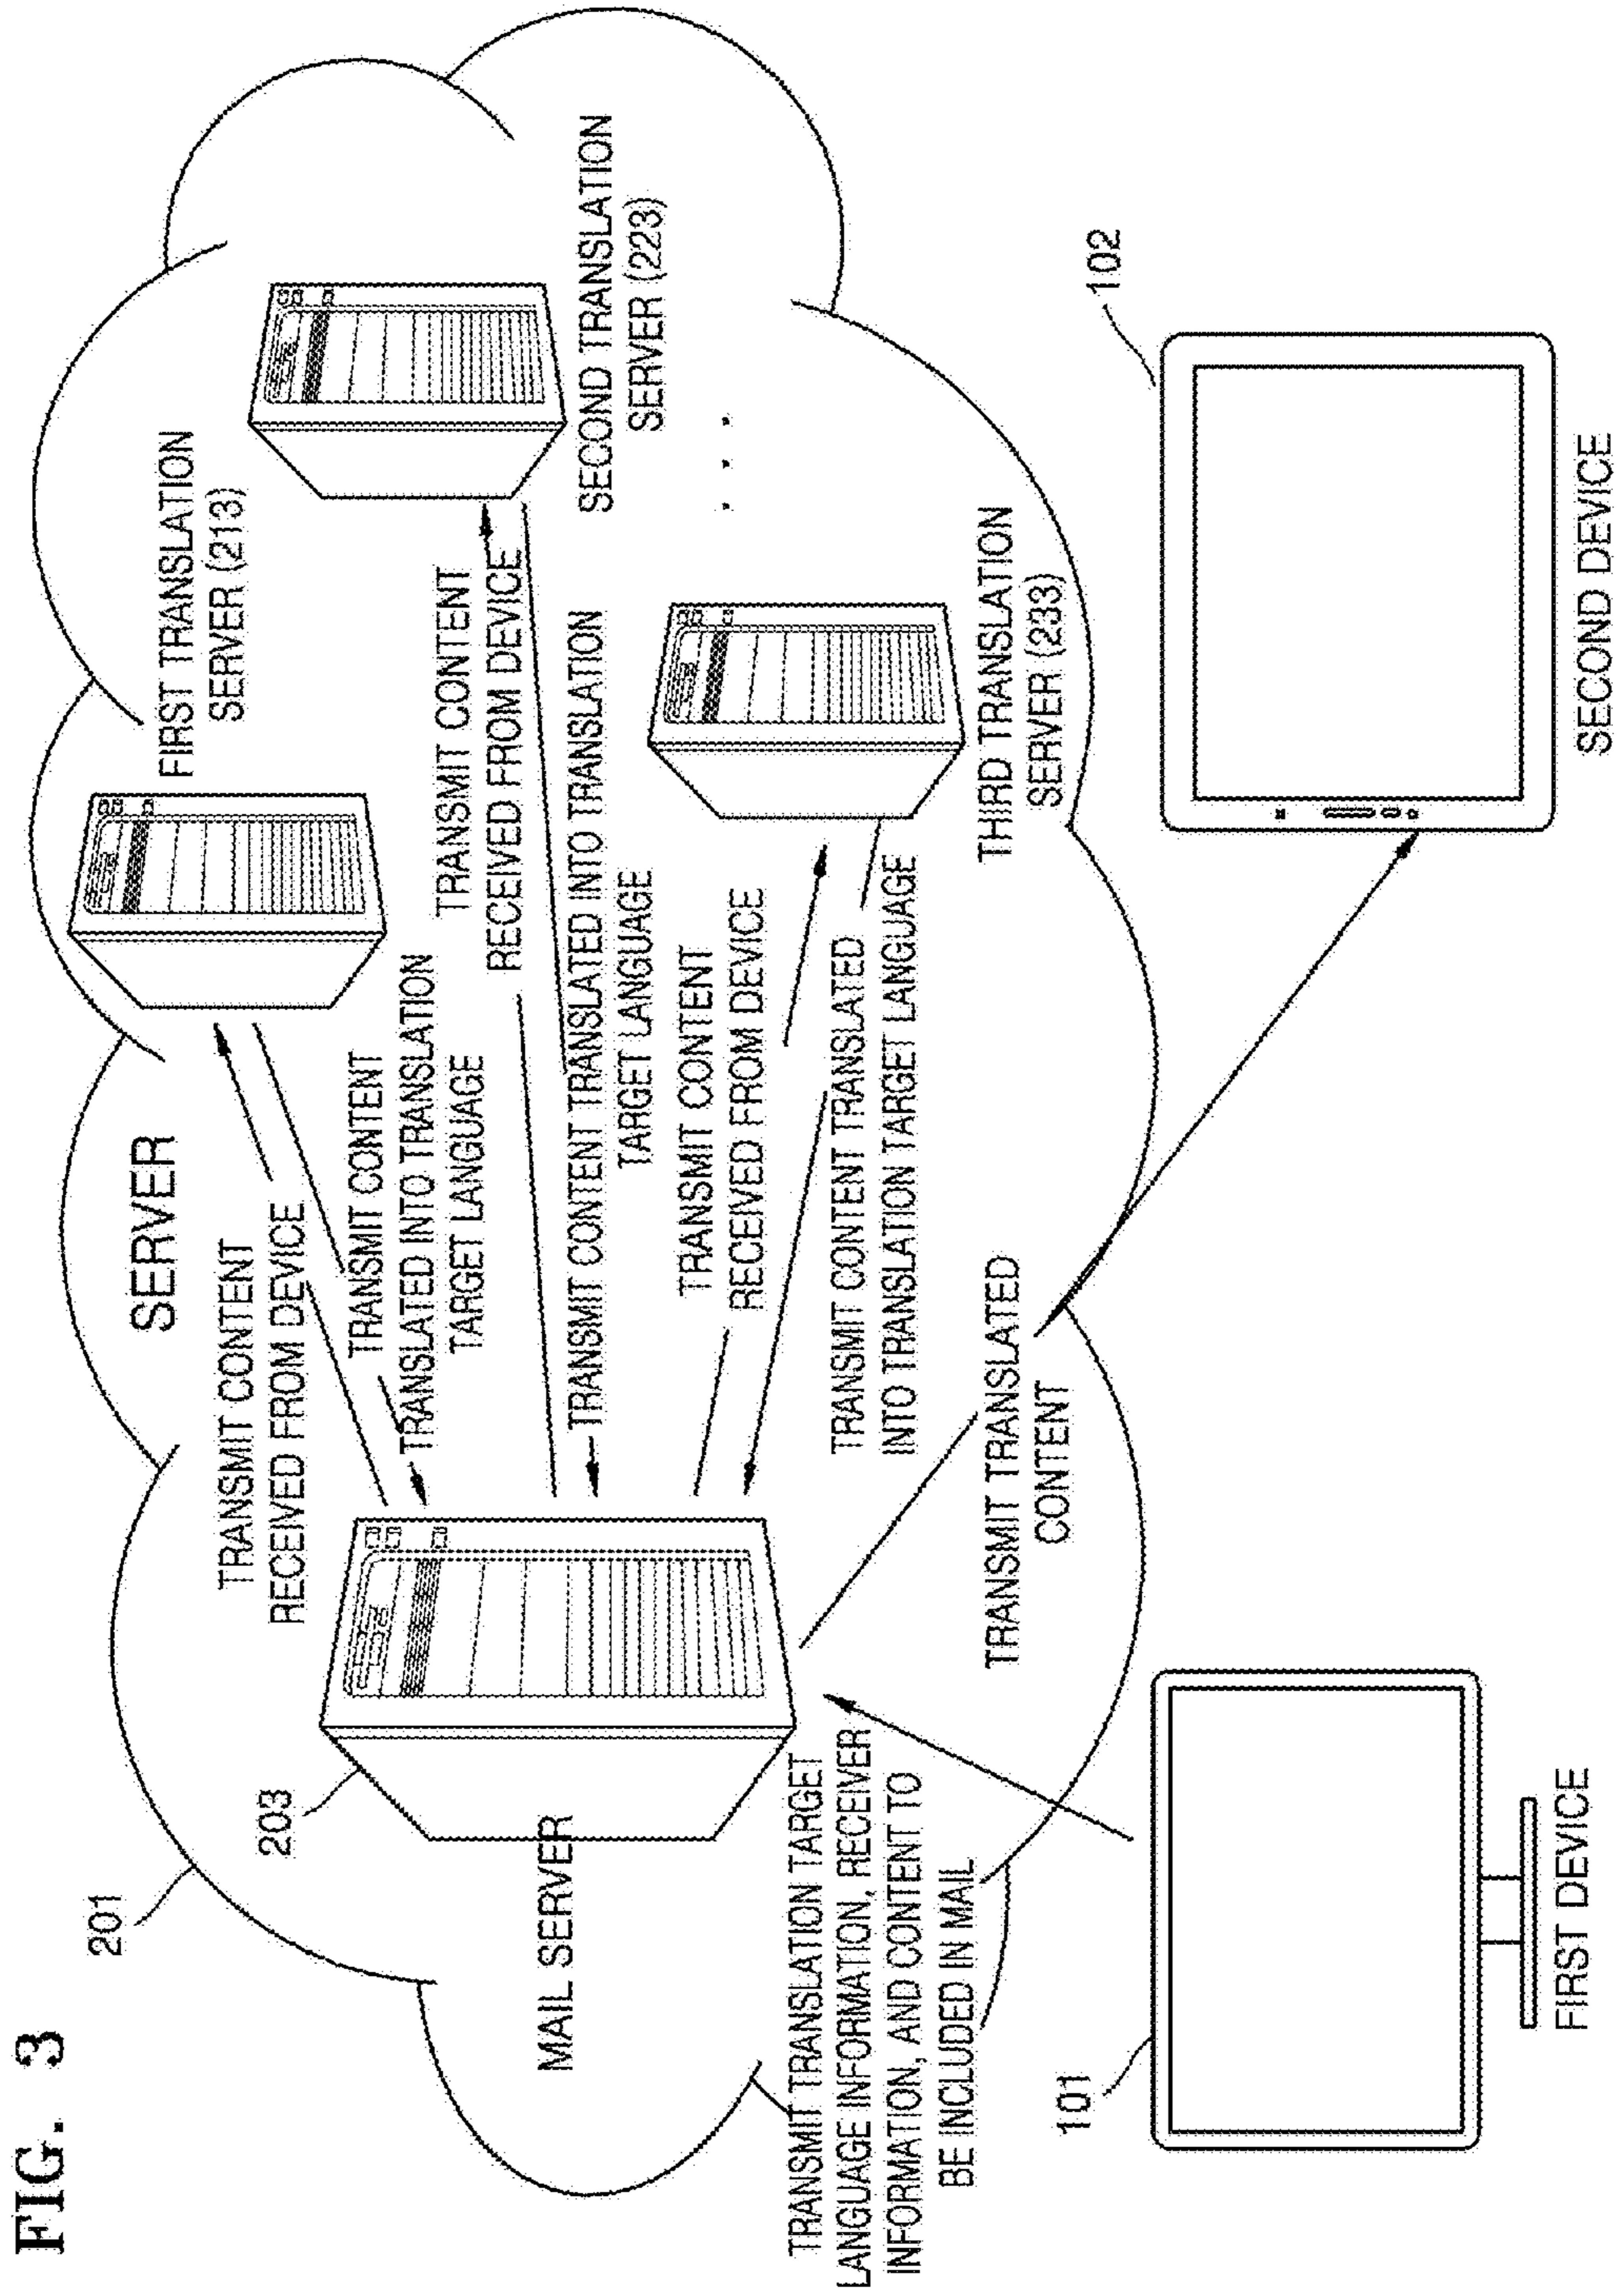 FIG. 3
201
SERVER
203
MAIL SERVER
FIRST TRANSLATION
SERVER (213)
SECOND TRANSLATION
SERVER (223)
. . .
THIRD TRANSLATION
SERVER (233)
TRANSMIT CONTENT
RECEIVED FROM DEVICE
TRANSMIT CONTENT
TRANSLATED INTO TRANSLATION
TARGET LANGUAGE
TRANSMIT CONTENT
RECEIVED FROM DEVICE
TRANSMIT CONTENT TRANSLATED INTO TRANSLATION
TARGET LANGUAGE
TRANSMIT CONTENT
RECEIVED FROM DEVICE
TRANSMIT CONTENT TRANSLATED
INTO TRANSLATION TARGET LANGUAGE
TRANSMIT TRANSLATION TARGET
LANGUAGE INFORMATION, RECEIVER
INFORMATION, AND CONTENT TO
BE INCLUDED IN MAIL
TRANSMIT TRANSLATED
CONTENT
101
FIRST DEVICE
102
SECOND DEVICE